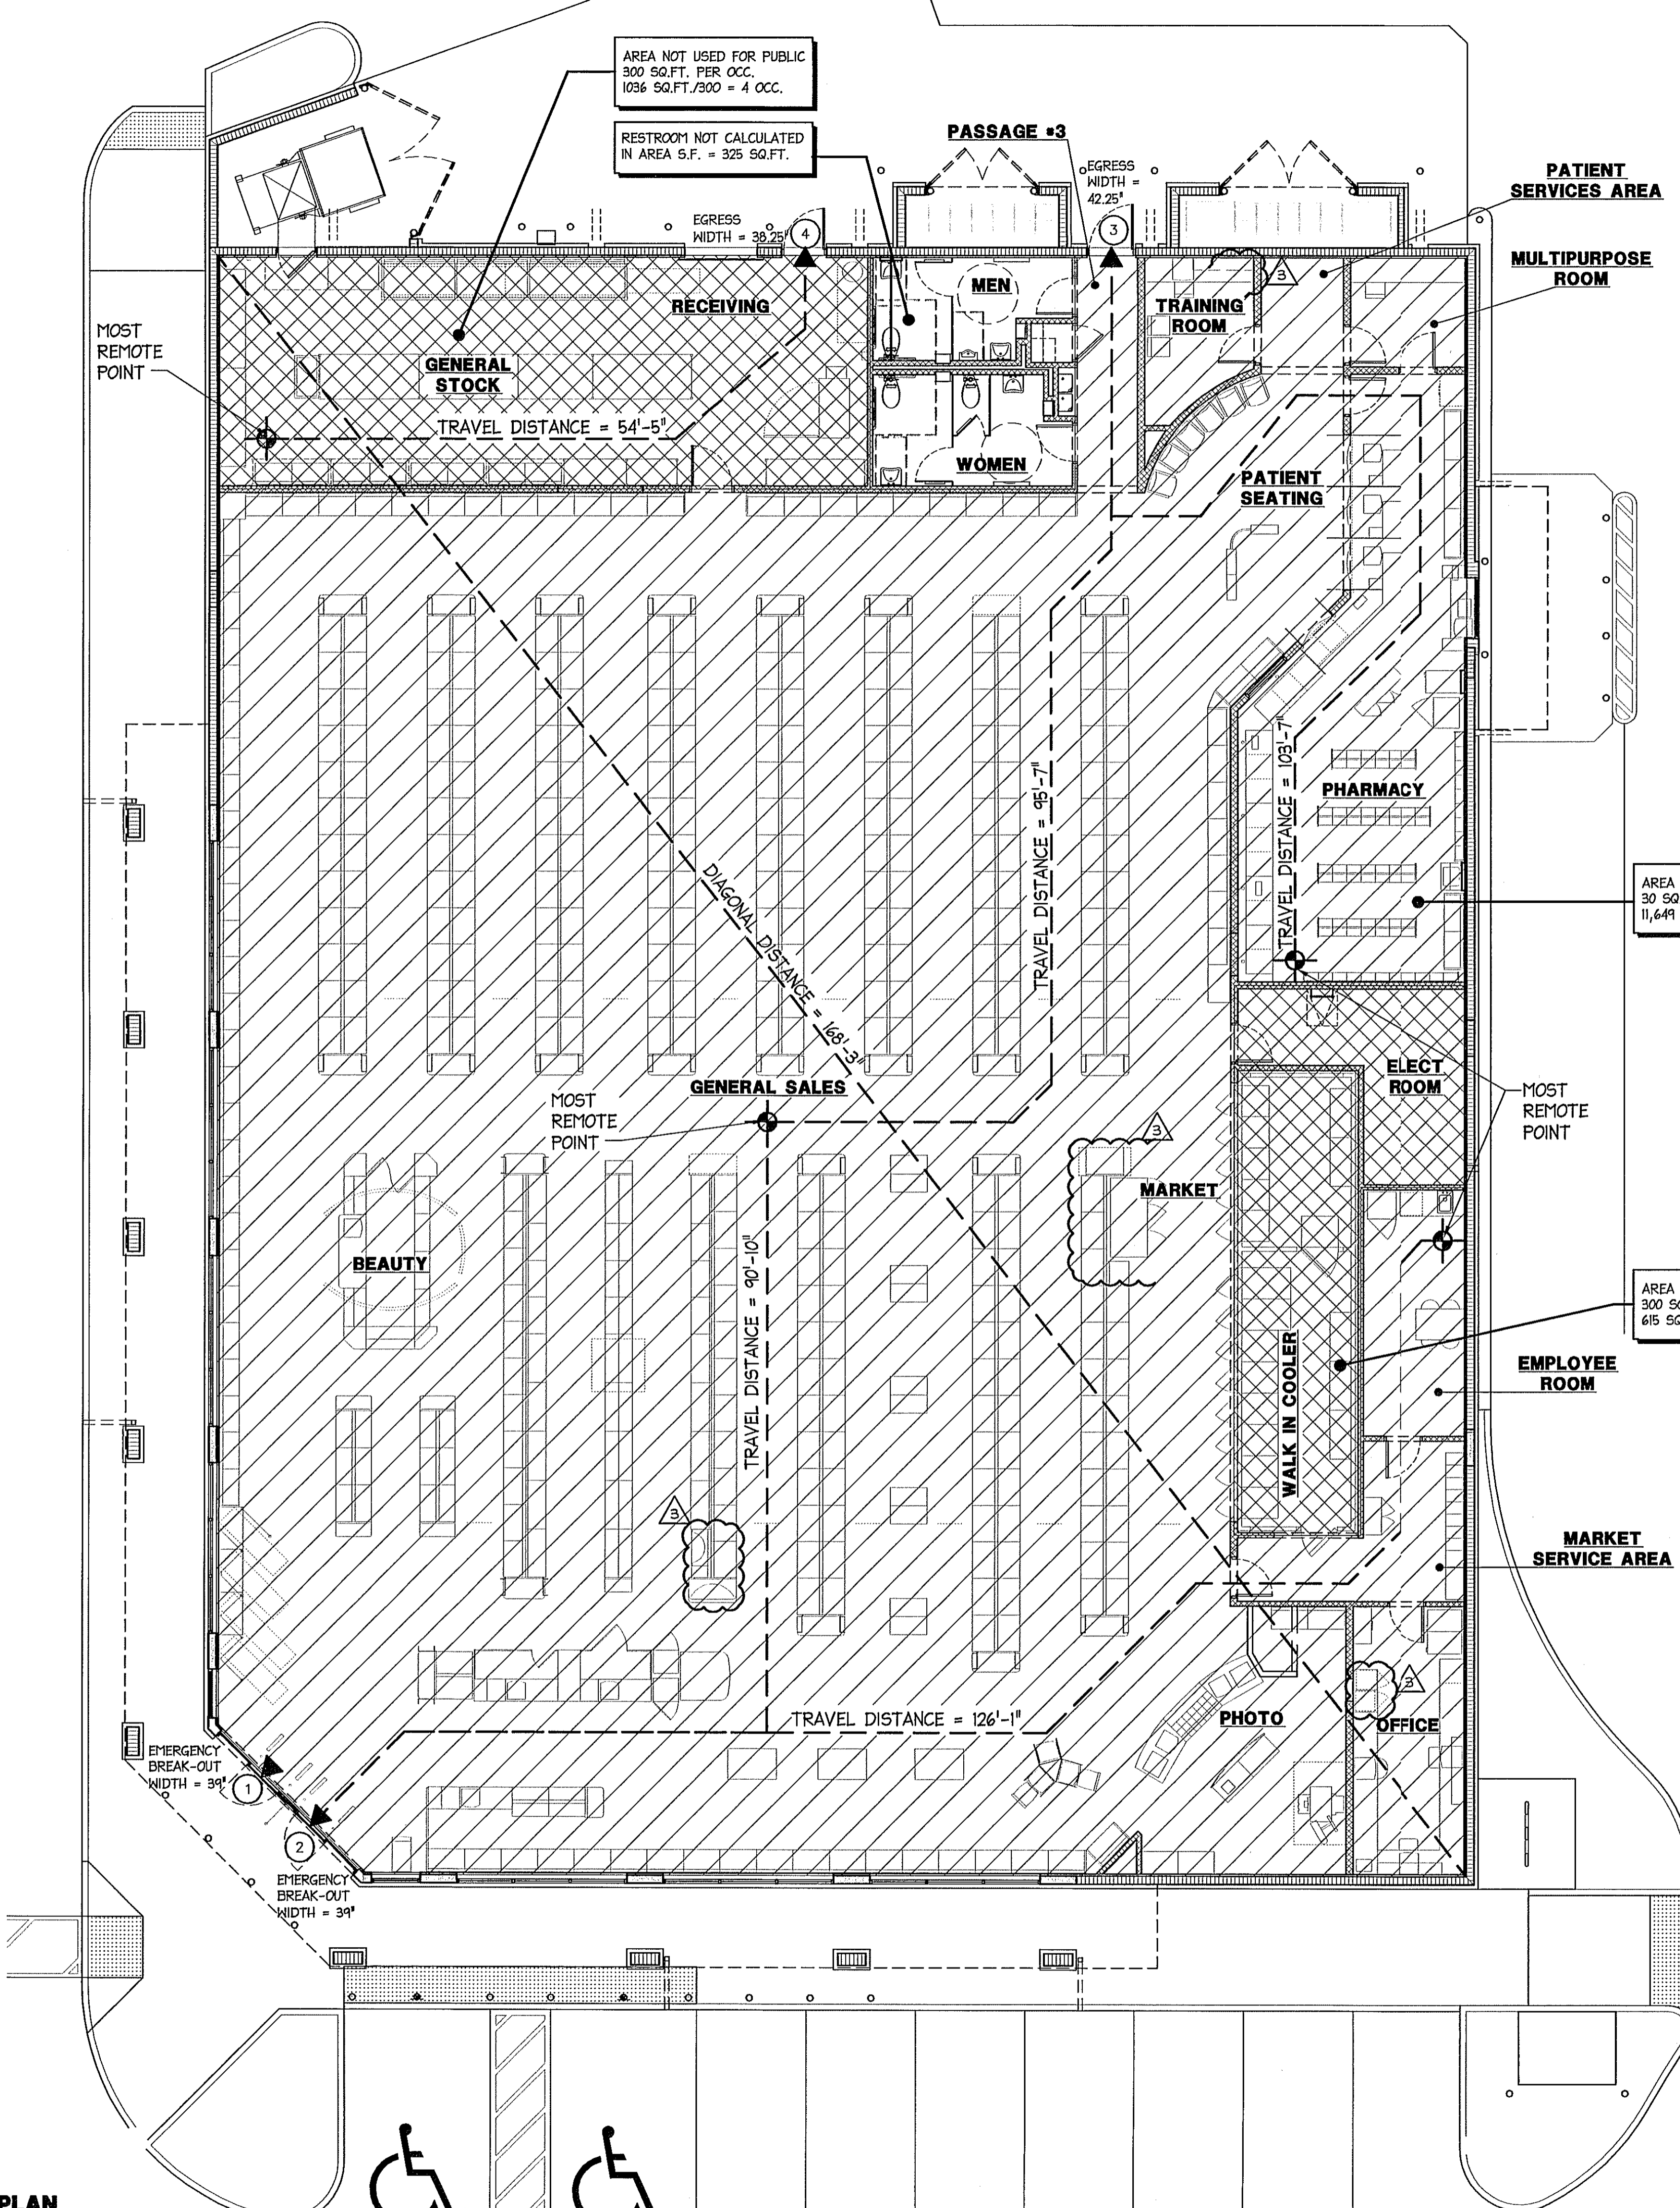 AREA NOT USED FOR PUBLIC
300 SQ.FT. PER OCC.
1036 SQ.FT./300 = 4 OCC.
RESTROOM NOT CALCULATED
IN AREA S.F. = 325 SQ.FT.
PASSAGE #3
EGRESS
WIDTH =
42.25"
EGRESS
WIDTH = 38.25"
4
3
PATIENT
SERVICES AREA
MULTIPURPOSE
ROOM
MEN
RECEIVING
TRAINING
ROOM
3
MOST
REMOTE
POINT
GENERAL
STOCK
TRAVEL DISTANCE = 54'-5"
WOMEN
PATIENT
SEATING
TRAVEL DISTANCE = 95'-7"
TRAVEL DISTANCE = 103'-7"
PHARMACY
DIAGONAL DISTANCE = 168'-3"
AREA
30 SQ
11,649
GENERAL SALES
MOST
REMOTE
POINT
ELECT
ROOM
MOST
REMOTE
POINT
3
MARKET
BEAUTY
TRAVEL DISTANCE = 90'-10"
WALK IN COOLER
AREA
300 SQ
615 SQ
EMPLOYEE
ROOM
3
MARKET
SERVICE AREA
3
TRAVEL DISTANCE = 126'-1"
PHOTO
OFFICE
EMERGENCY
BREAK-OUT
WIDTH = 39"
1
2
EMERGENCY
BREAK-OUT
WIDTH = 39"
PLAN